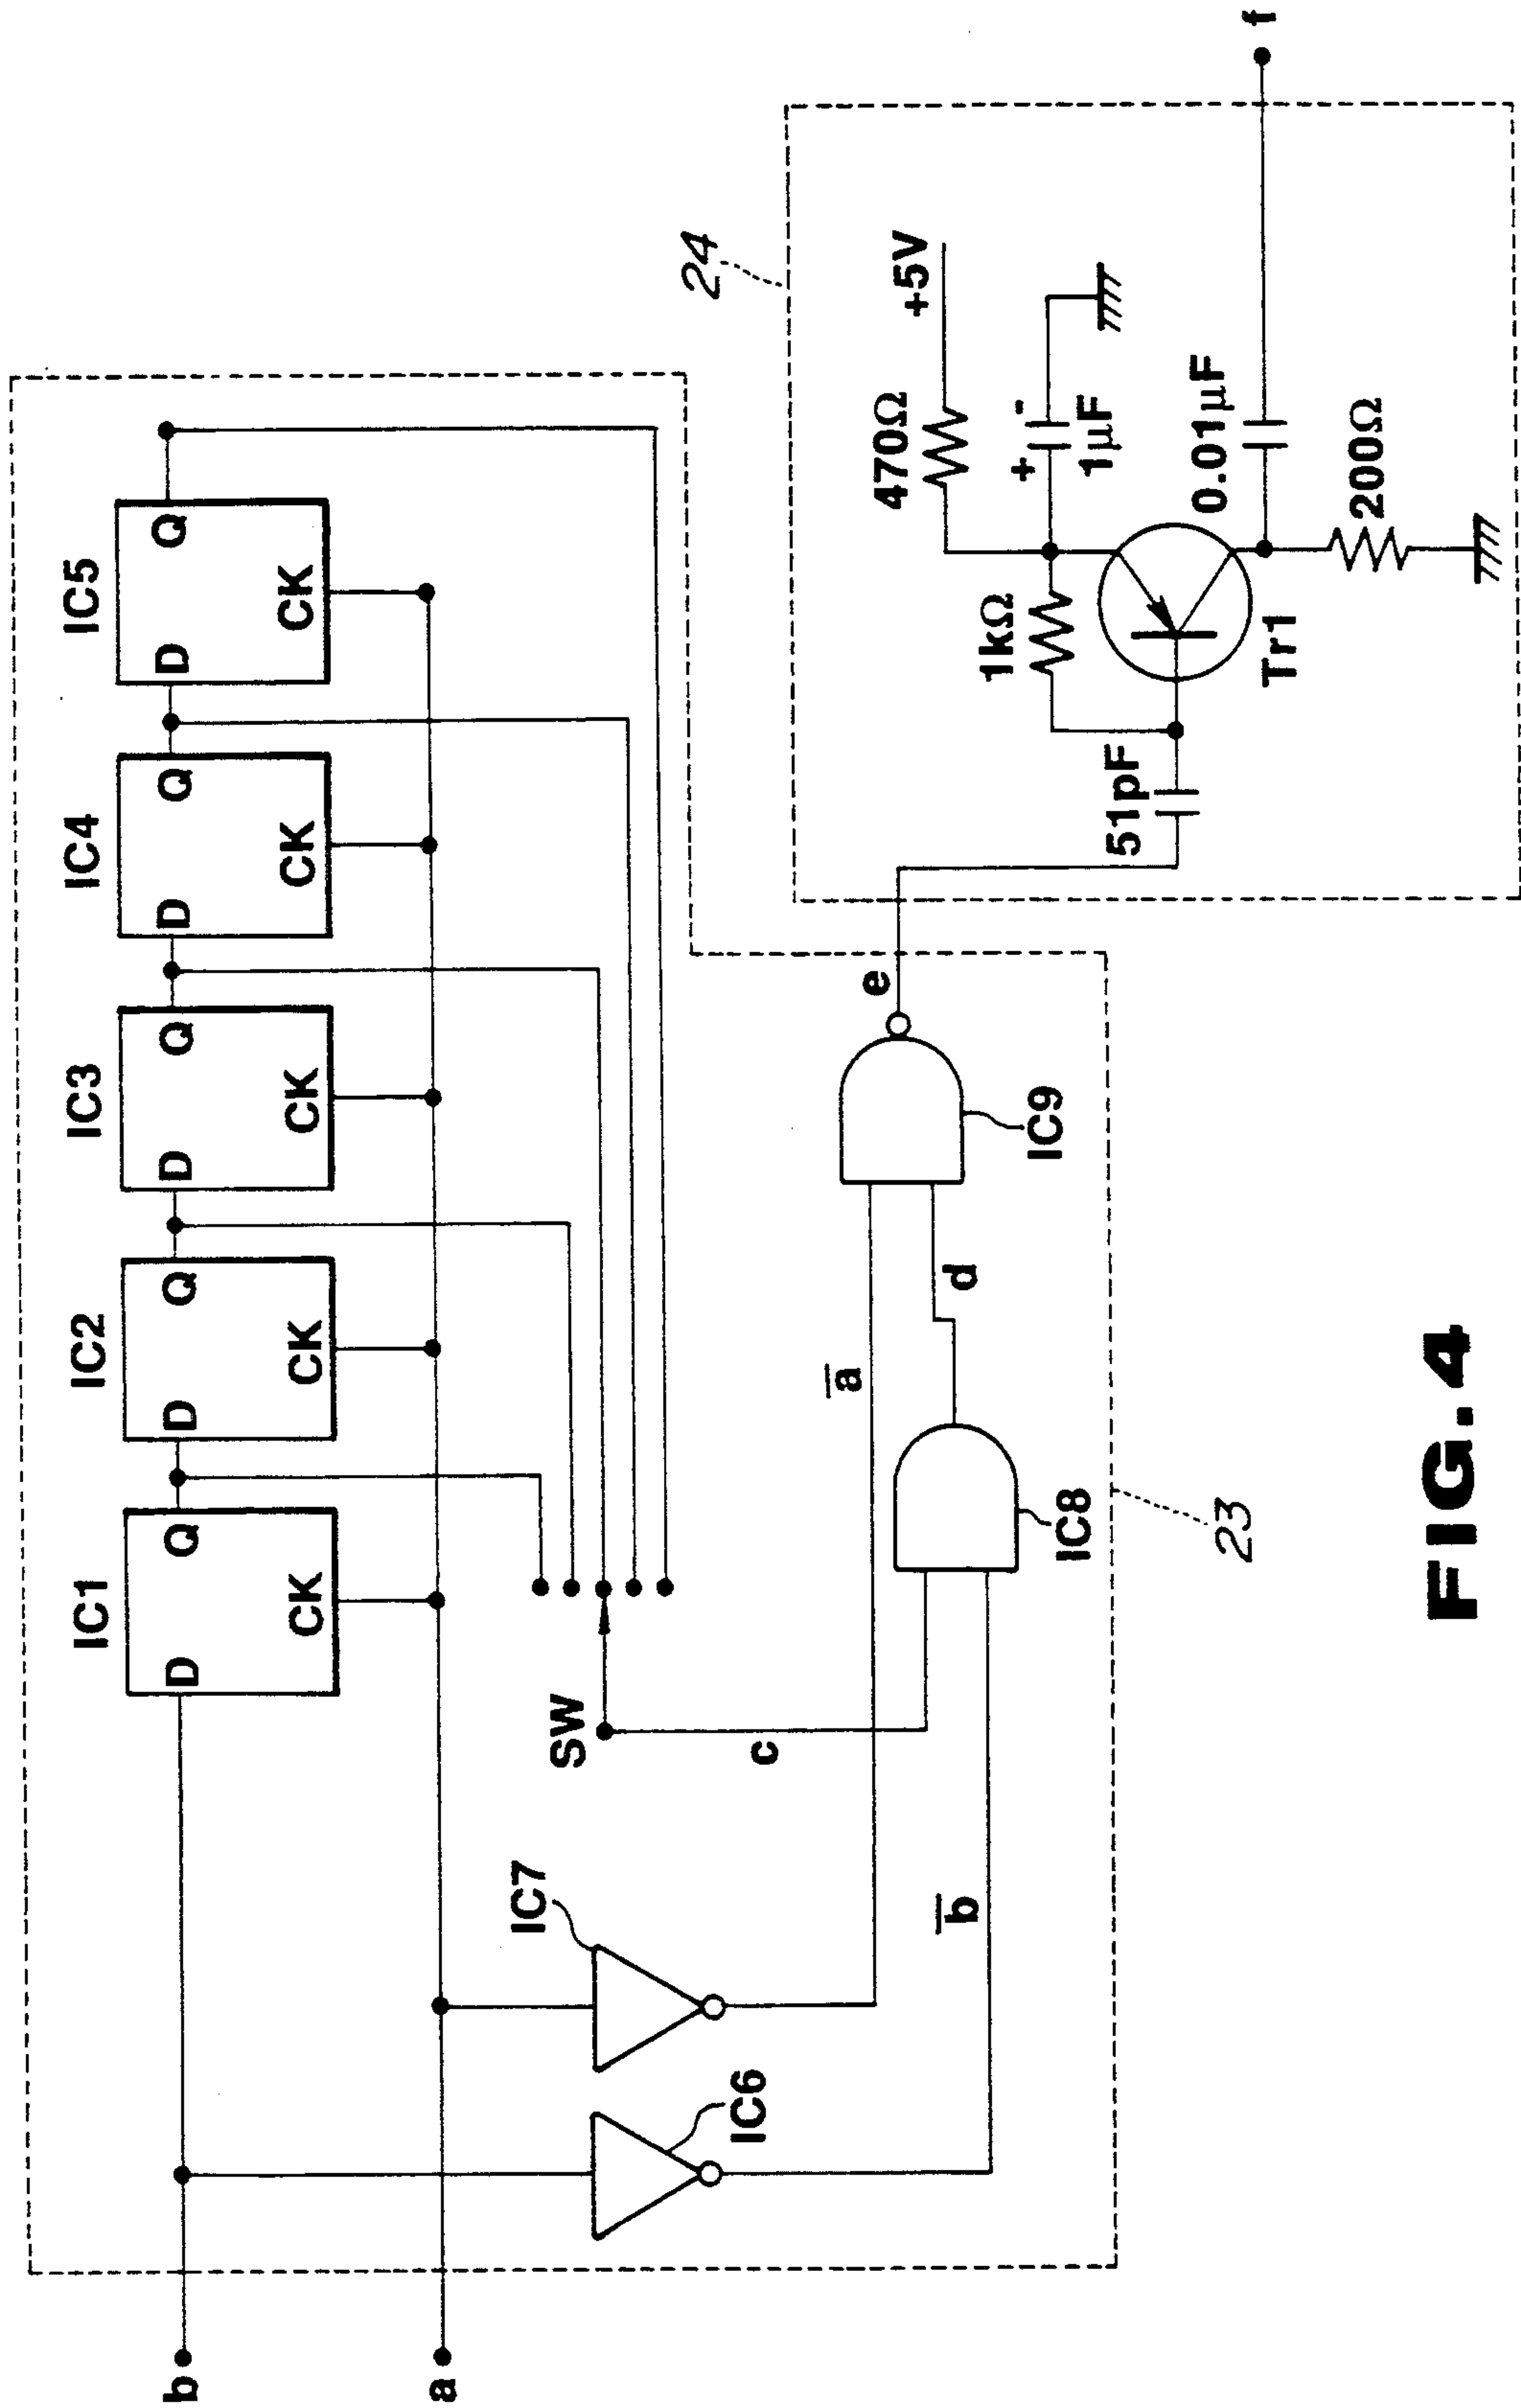 IC1
IC2
IC3
IC4
IC5
D
Q
D
Q
D
Q
D
Q
D
Q
CK
CK
CK
CK
CK
b
a
IC7
IC6
SW
c
a
b
IC8
d
IC9
e
23
24
470Ω
+5V
1kΩ
+
-
1μF
51pF
Tr1
0.01μF
200Ω
f
FIG.4